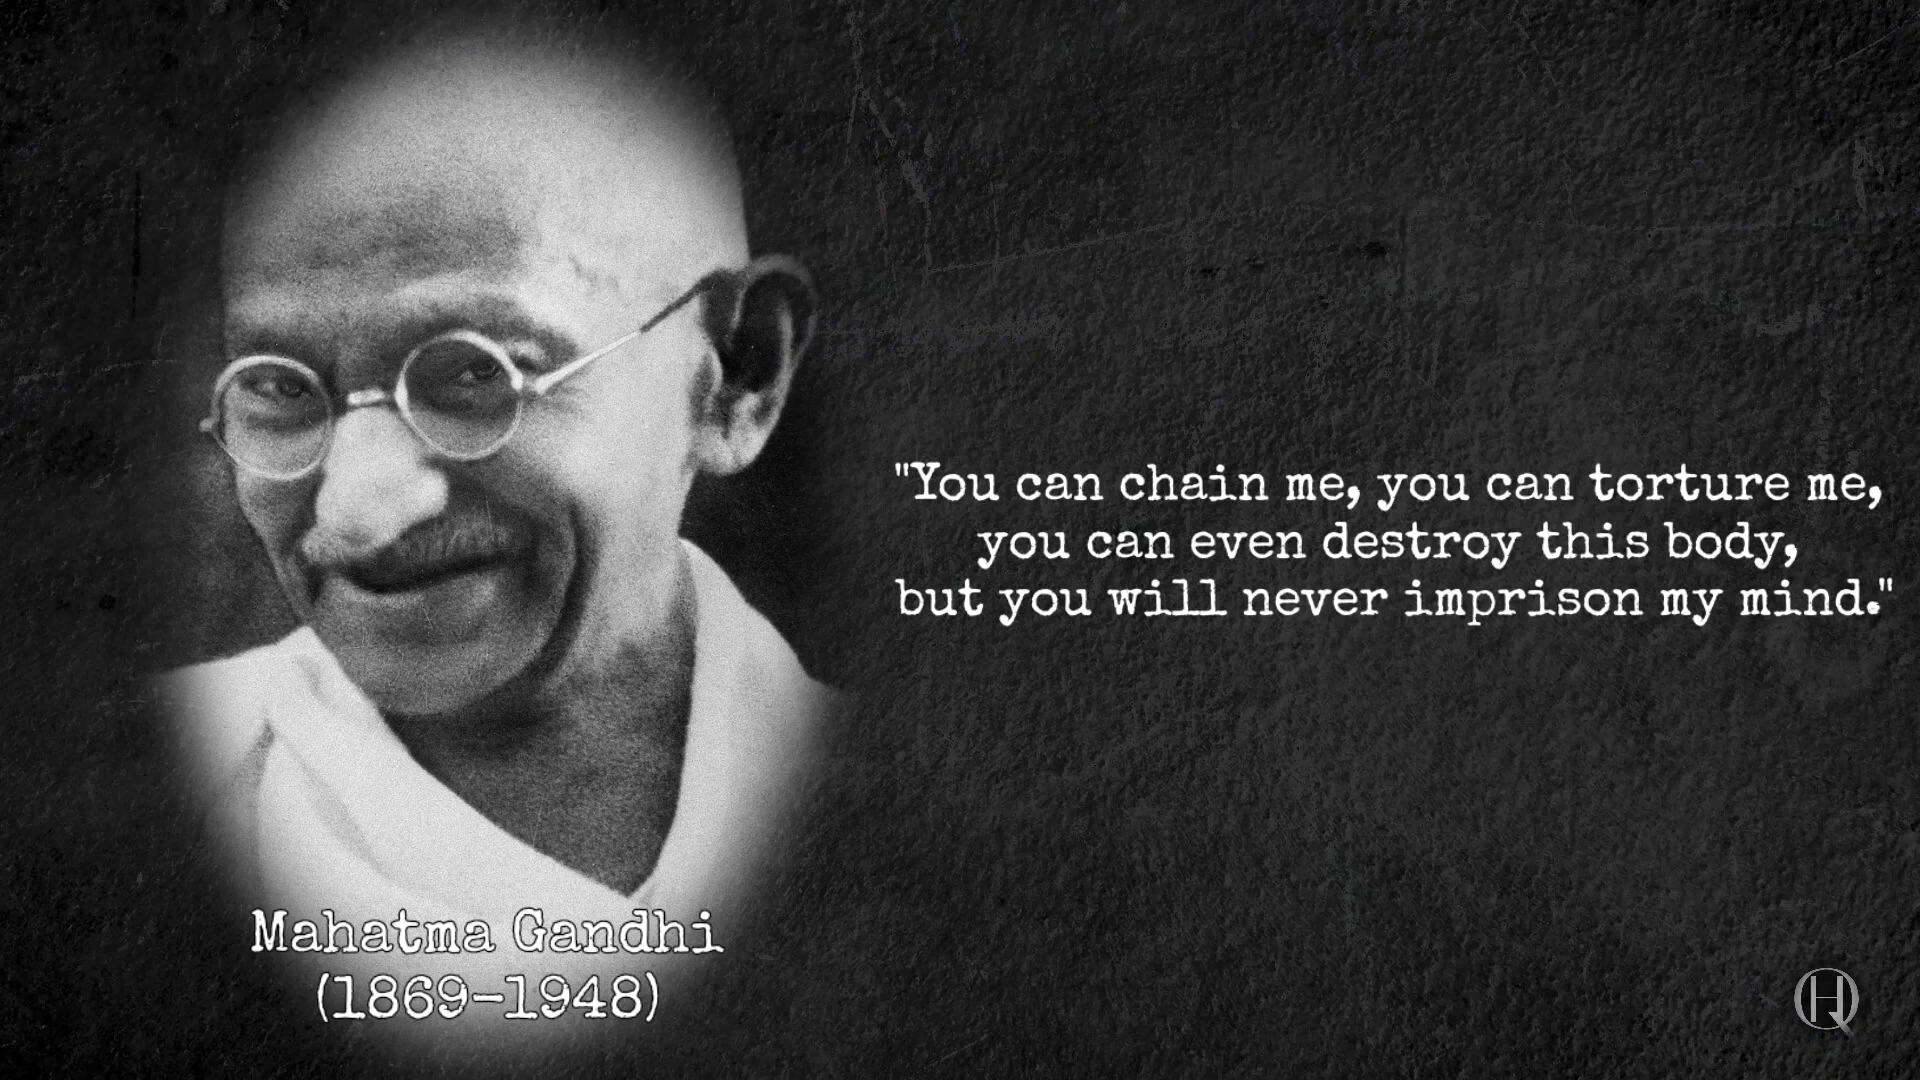 "You can chain me, you can torture me,
you can even destroy this body,
but you will never imprison my mind."
Mahatma Gandhi
(1869-1948)
HQ